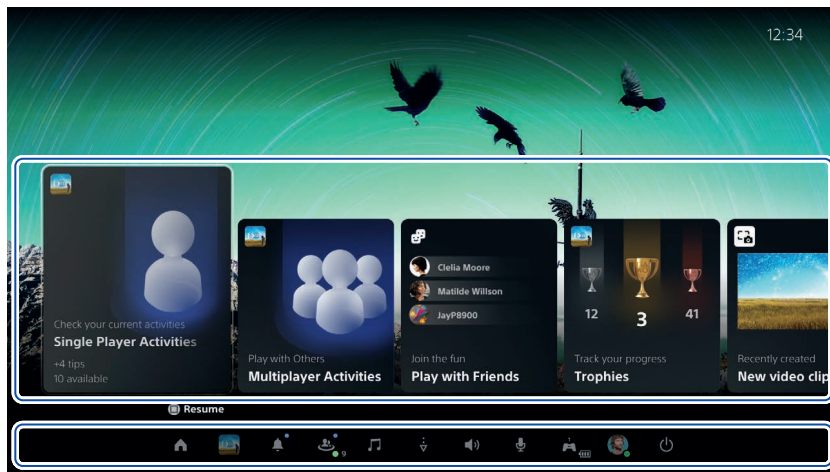 12:34
Check your current activities
Single Player Activities
+4 tips
10 available
Play with Others
Multiplayer Activities
Clelia Moore
Matilde Willson
JayP8900
Join the fun
Play with Friends
12
3
41
Track your progress
Trophies
Recently created
New video clip
Resume
9